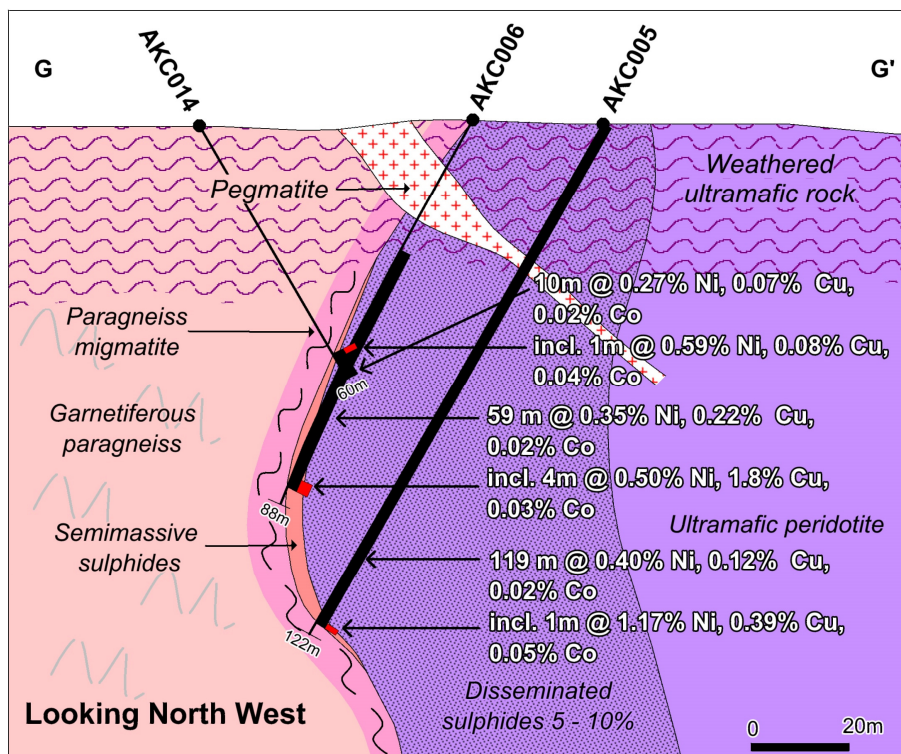 G
AKC014
AKC006
AKC005
G'
Pegmatite
Weathered
ultramafic rock
10m @ 0.27% Ni, 0.07% Cu,
0.02% Co
Paragneiss
migmatite
incl. 1m @ 0.59% Ni, 0.08% Cu,
0.04% Co
60m
Garnetiferous
paragneiss
59 m @ 0.35% Ni, 0.22% Cu,
0.02% Co
incl. 4m @ 0.50% Ni, 1.8% Cu,
0.03% Co
88m
Semimassive
sulphides
Ultramafic peridotite
119 m @ 0.40% Ni, 0.12% Cu,
0.02% Co
incl. 1m @ 1.17% Ni, 0.39% Cu,
0.05% Co
122m
Disseminated
sulphides 5 - 10%
Looking North West
0 20m